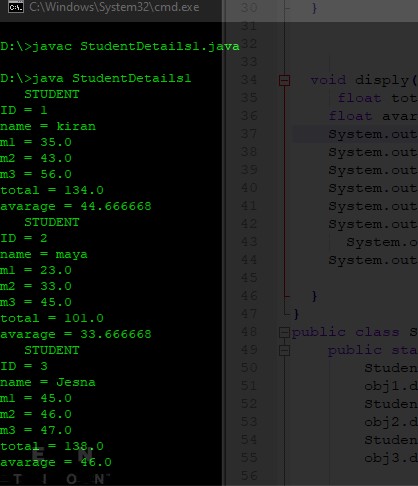 C:\Windows\System32\cmd.exe
D:\>javac StudentDetails1.java
D:\>java StudentDetails1
STUDENT
ID = 1
name = kiran
m1 = 35.0
m2 = 43.0
m3 = 56.0
total = 134.0
avarage = 44.666668
STUDENT
ID = 2
name = maya
m1 = 23.0
m2 = 33.0
m3 = 45.0
total = 101.0
avarage = 33.666668
STUDENT
ID = 3
name = Jesna
m1 = 45.0
m2 = 46.0
m3 = 47.0
total = 138.0
avarage = 46.0
E N
TION
30 }
31
32
33
34 void disply(
35 float tot
36 float avar
37 System.out
38 System.out
39 System.out
40 System.out
41 System.out
42 System.out
43 System.o
44 System.out
45
46 }
47 }
48 public class S
49 public sta
50 Studen
51 obj1.d
52 Studen
53 obj2.d
54 Studen
55 obj3.d
56